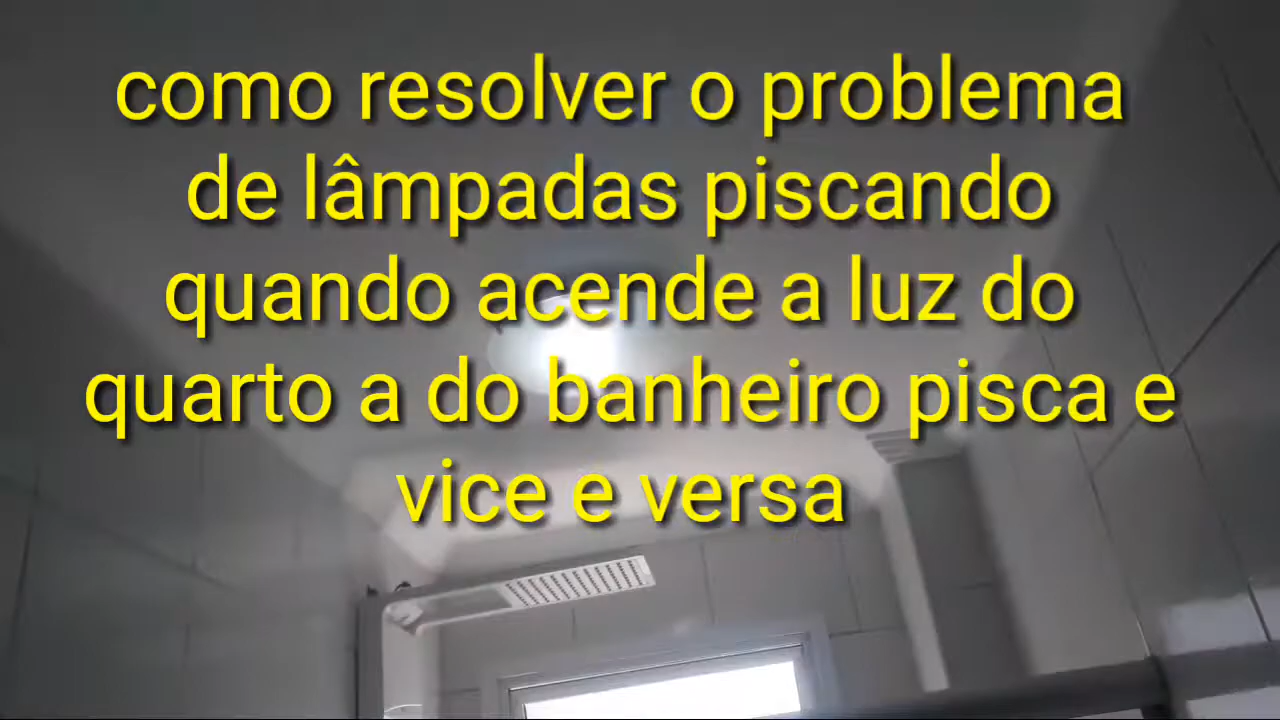 como resolver o problema
de lâmpadas piscando
quando acende a luz do
quarto a do banheiro pisca e
vice e versa